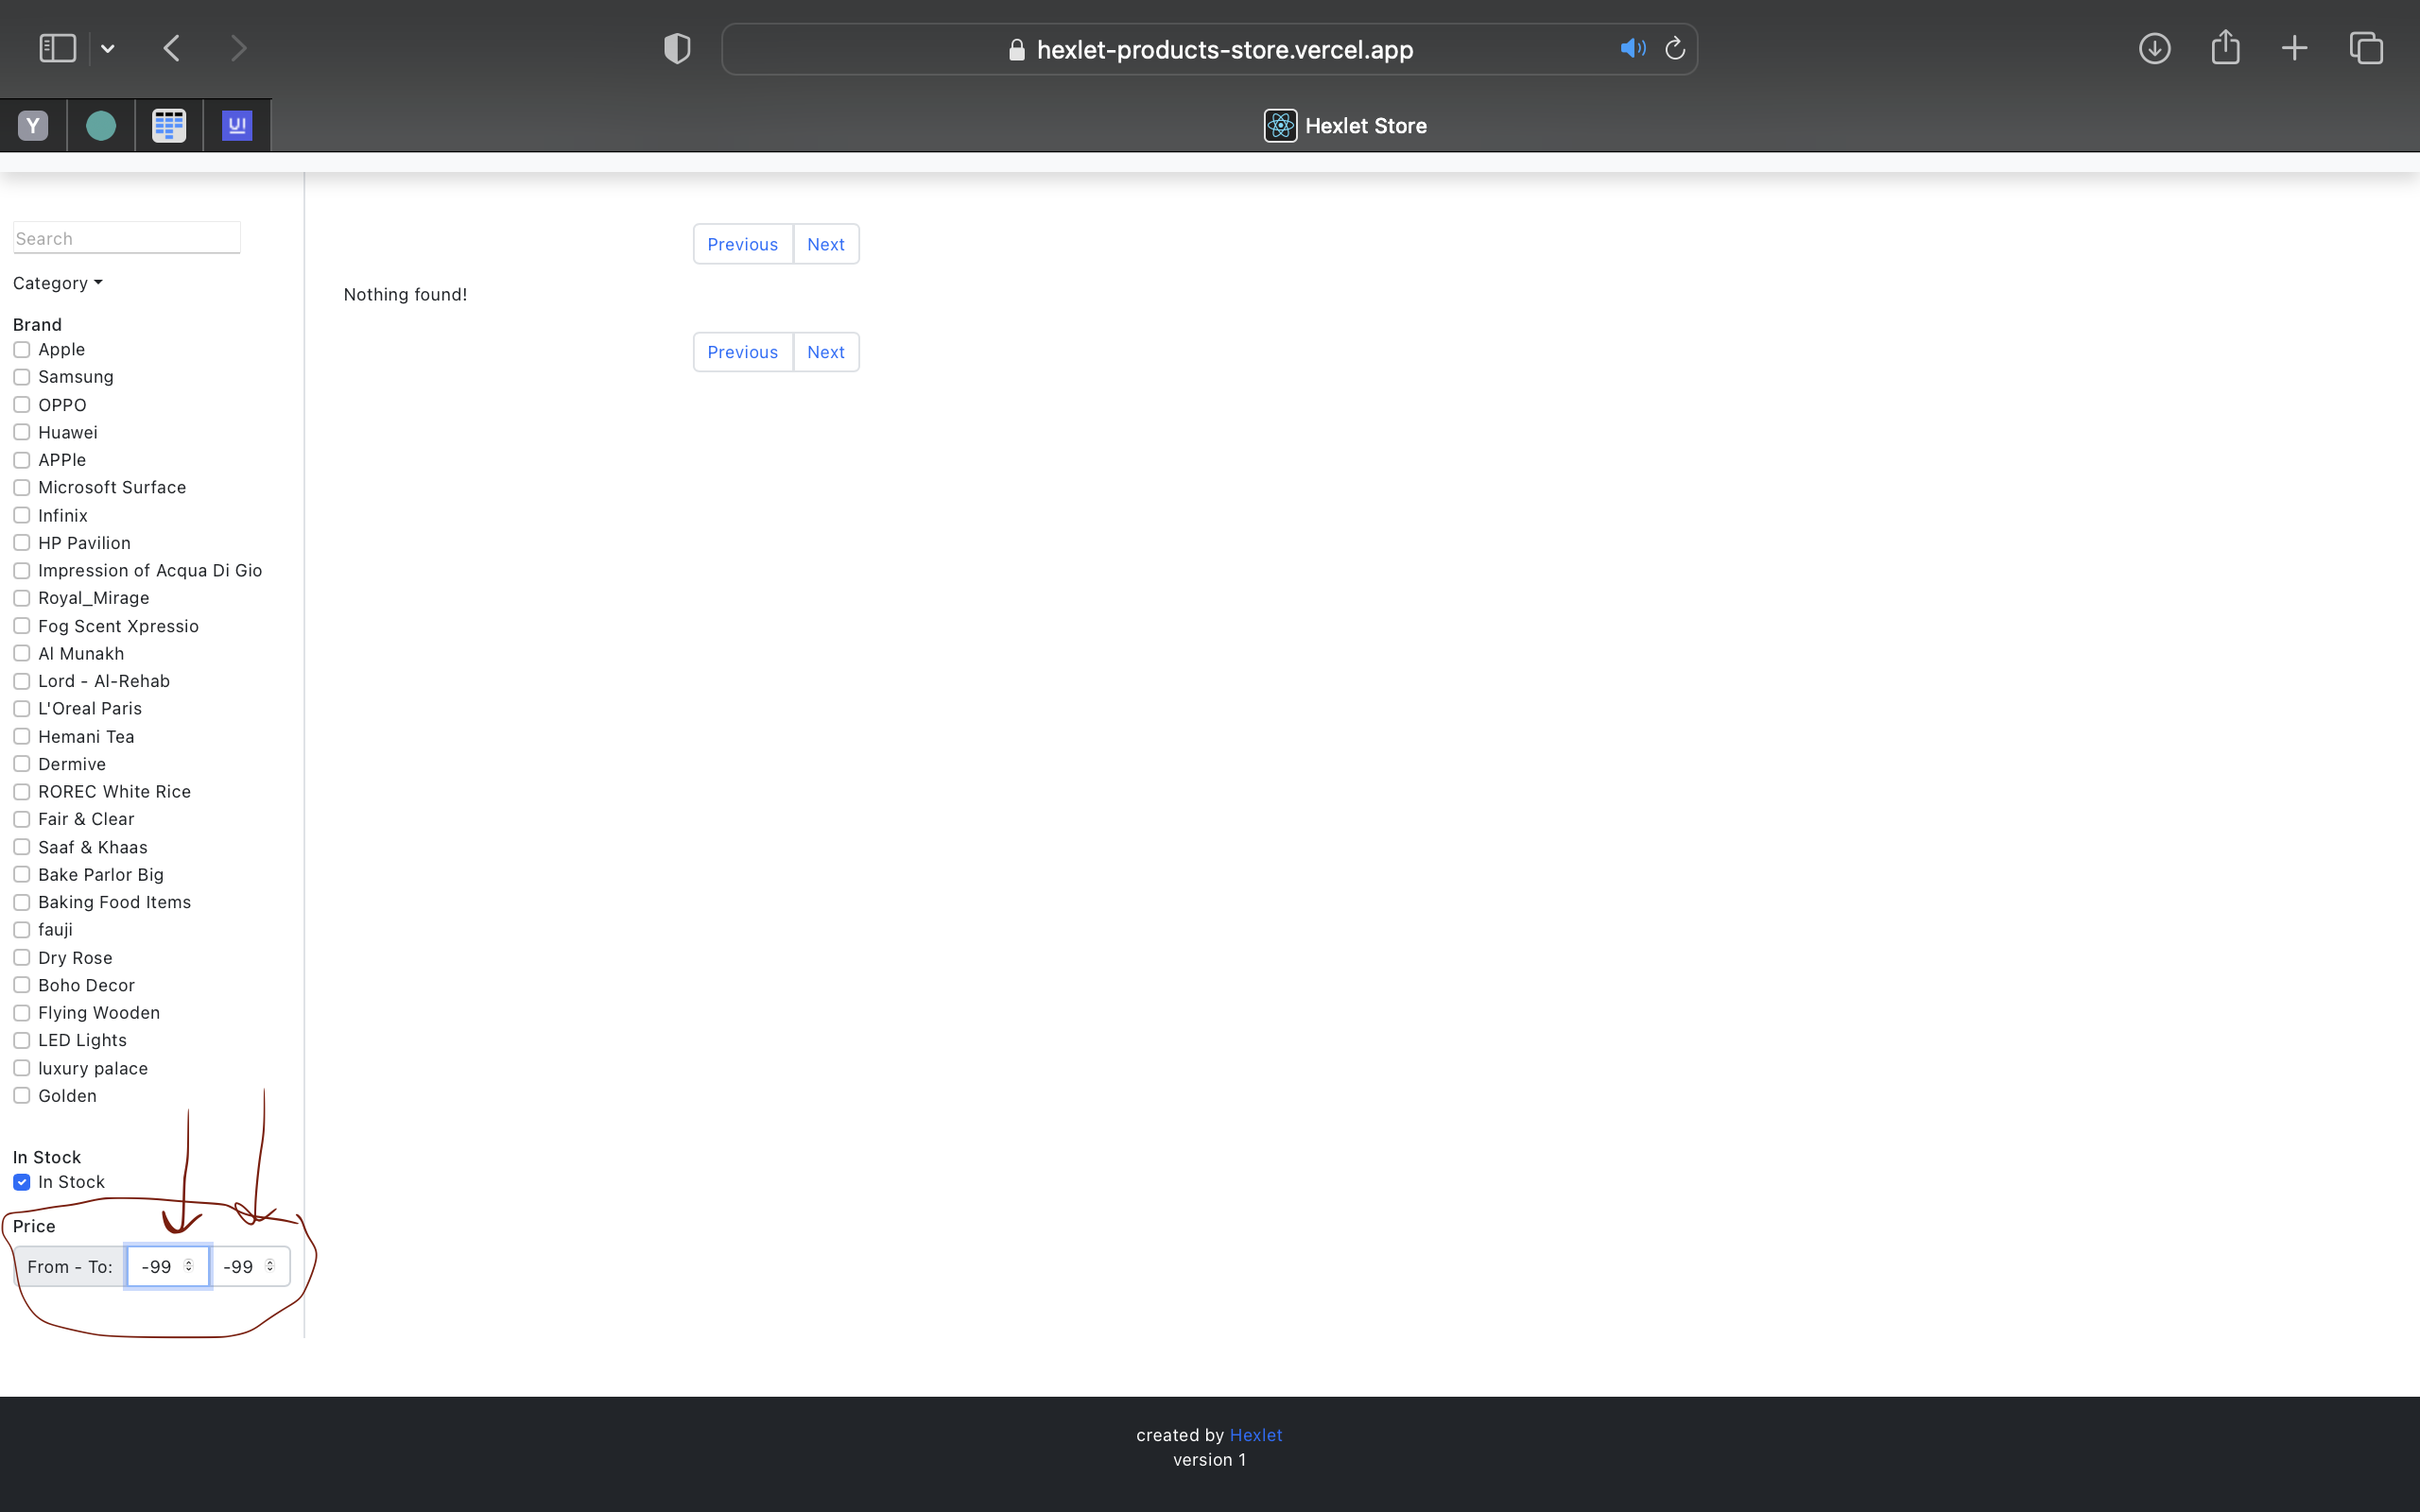 hexlet-products-store.vercel.app
Y
U!
Hexlet Store
Search
Category
Brand
Apple
Samsung
OPPO
Huawei
APPle
Microsoft Surface
Infinix
HP Pavilion
Impression of Acqua Di Gio
Royal_Mirage
Fog Scent Xpressio
Al Munakh
Lord - Al-Rehab
L'Oreal Paris
Hemani Tea
Dermive
ROREC White Rice
Fair & Clear
Saaf & Khaas
Bake Parlor Big
Baking Food Items
fauji
Dry Rose
Boho Decor
Flying Wooden
LED Lights
luxury palace
Golden
In Stock
In Stock
Price
From - To: -99 -99
Previous Next
Nothing found!
Previous Next
created by Hexlet
version 1